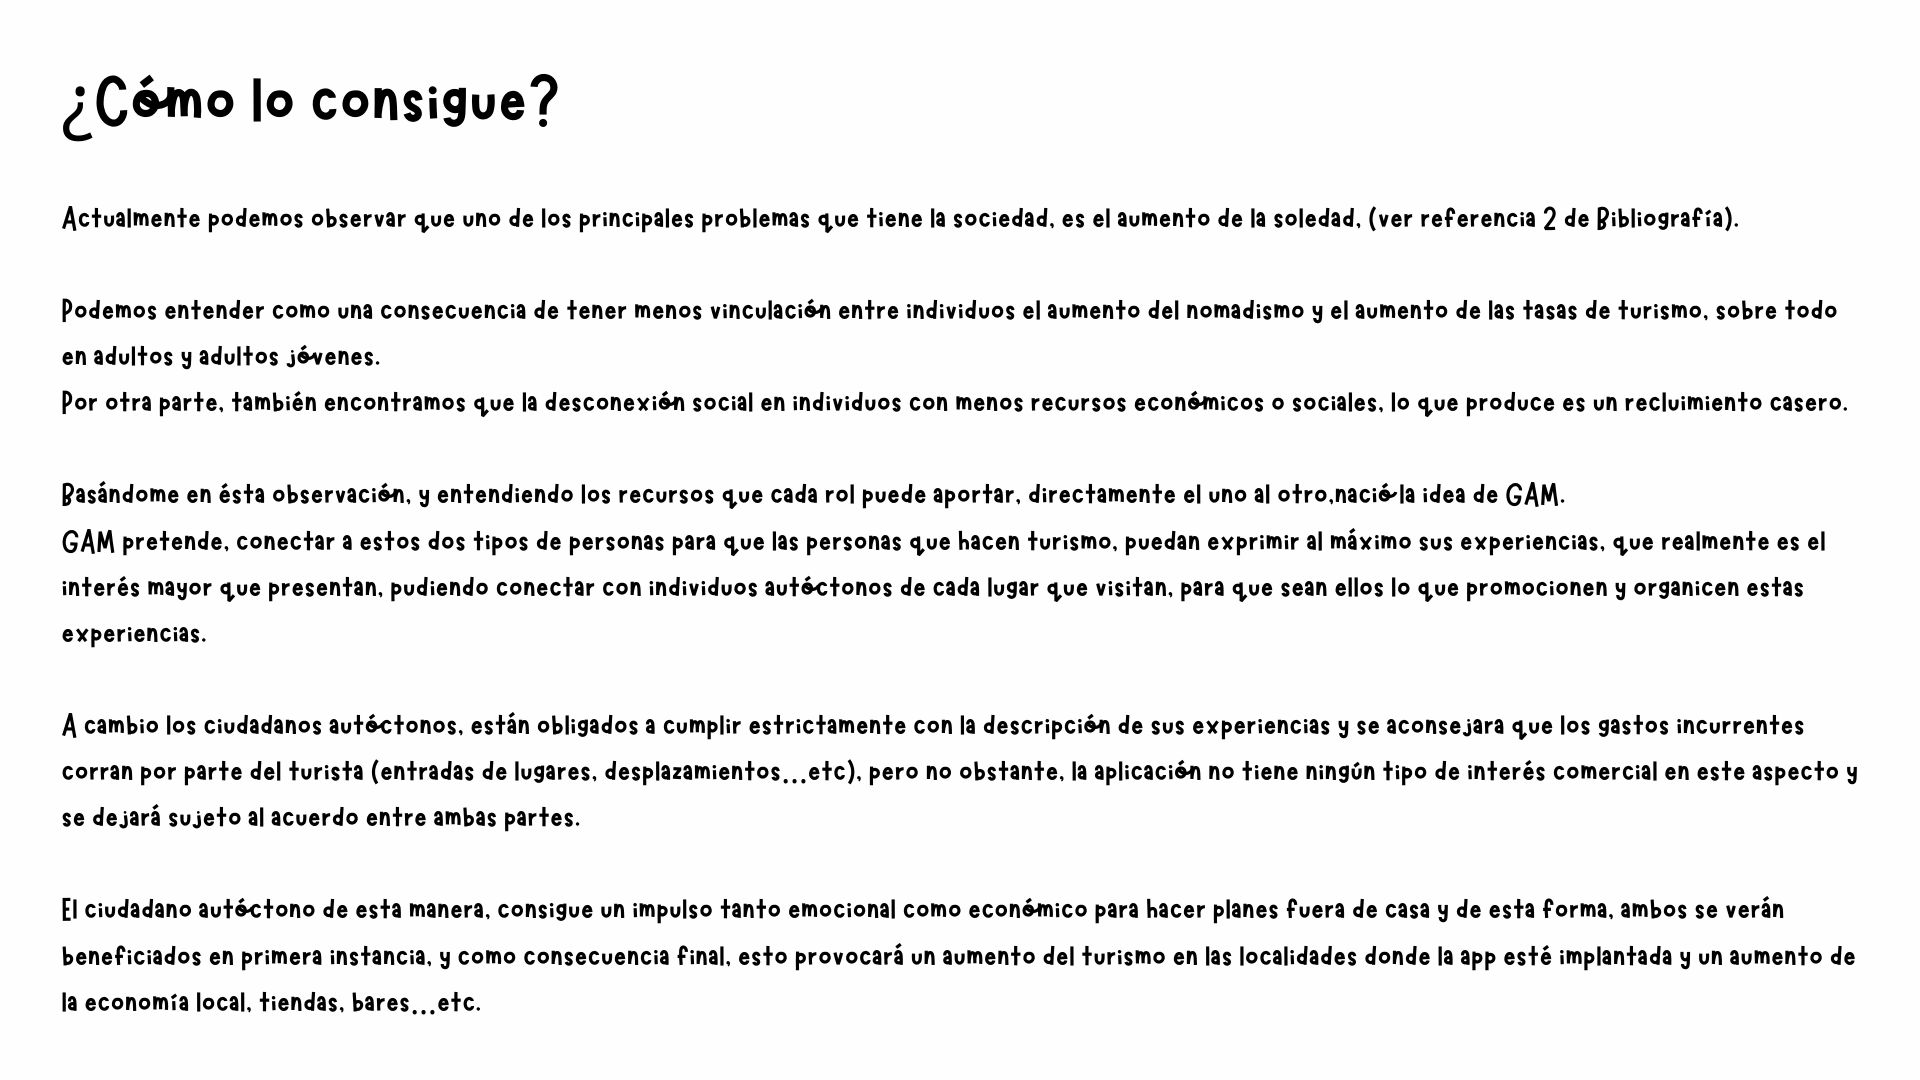 ¿Cómo lo consigue?
Actualmente podemos observar que uno de los principales problemas que tiene la sociedad, es el aumento de la soledad, (ver referencia 2 de Bibliografía).
Podemos entender como una consecuencia de tener menos vinculación entre individuos el aumento del nomadismo y el aumento de las tasas de turismo, sobre todo
en adultos y adultos jóvenes.
Por otra parte, también encontramos que la desconexión social en individuos con menos recursos económicos o sociales, lo que produce es un recluimiento casero.
Basándome en ésta observación, y entendiendo los recursos que cada rol puede aportar, directamente el uno al otro,nació la idea de GAM.
GAM pretende, conectar a estos dos tipos de personas para que las personas que hacen turismo, puedan exprimir al máximo sus experiencias, que realmente es el
interés mayor que presentan, pudiendo conectar con individuos autóctonos de cada lugar que visitan, para que sean ellos lo que promocionen y organicen estas
experiencias.
A cambio los ciudadanos autóctonos, están obligados a cumplir estrictamente con la descripción de sus experiencias y se aconsejara que los gastos incurrentes
corran por parte del turista (entradas de lugares, desplazamientos...etc), pero no obstante, la aplicación no tiene ningún tipo de interés comercial en este aspecto y
se dejará sujeto al acuerdo entre ambas partes.
El ciudadano autóctono de esta manera, consigue un impulso tanto emocional como económico para hacer planes fuera de casa y de esta forma, ambos se verán
beneficiados en primera instancia, y como consecuencia final, esto provocará un aumento del turismo en las localidades donde la app esté implantada y un aumento de
la economía local, tiendas, bares...etc.